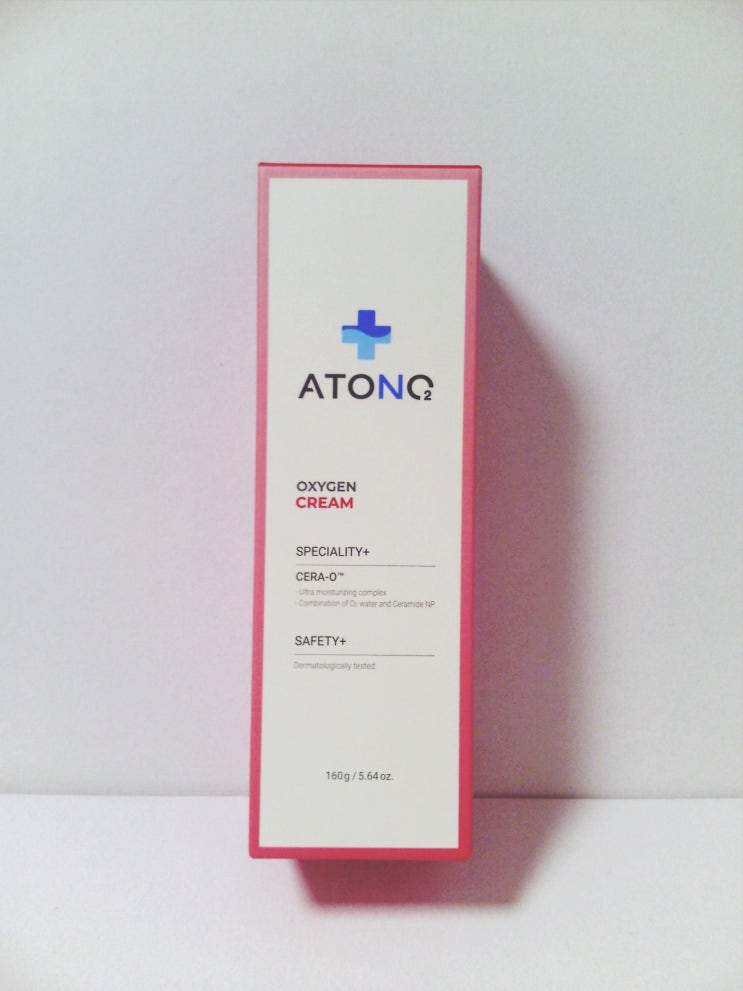 ATONO2
OXYGEN
CREAM
SPECIALITY+
CERA-O™
- Ultra moisturizing complex
- Combination of O₂ water and Ceramide NP
SAFETY+
Dermatologically tested
160g / 5.64 oz.